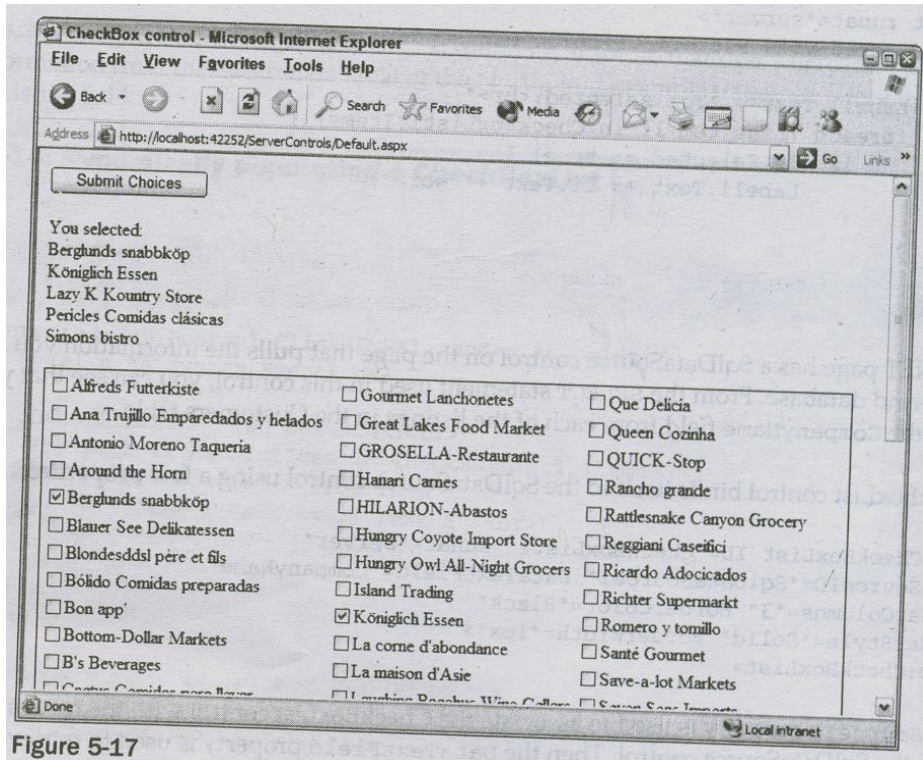 CheckBox control - Microsoft Internet Explorer
File Edit View Favorites Tools Help
Back Search Favorites Media
Address http://localhost:42252/ServerControls/Default.aspx Go Links »
Submit Choices
You selected:
Berglunds snabbköp
Königlich Essen
Lazy K Kountry Store
Pericles Comidas clásicas
Simons bistro
Alfreds Futterkiste
Ana Trujillo Emparedados y helados
Antonio Moreno Taquería
Around the Horn
Berglunds snabbköp
Blauer See Delikatessen
Blondesddsl père et fils
Bólido Comidas preparadas
Bon app'
Bottom-Dollar Markets
B's Beverages
Gourmet Lanchonetes
Great Lakes Food Market
GROSELLA-Restaurante
Hanari Carnes
HILARION-Abastos
Hungry Coyote Import Store
Hungry Owl All-Night Grocers
Island Trading
Königlich Essen
La corne d'abondance
La maison d'Asie
Que Delícia
Queen Cozinha
QUICK-Stop
Rancho grande
Rattlesnake Canyon Grocery
Reggiani Caseifici
Ricardo Adocicados
Richter Supermarkt
Romero y tomillo
Santé Gourmet
Save-a-lot Markets
Done
Local intranet
Figure 5-17